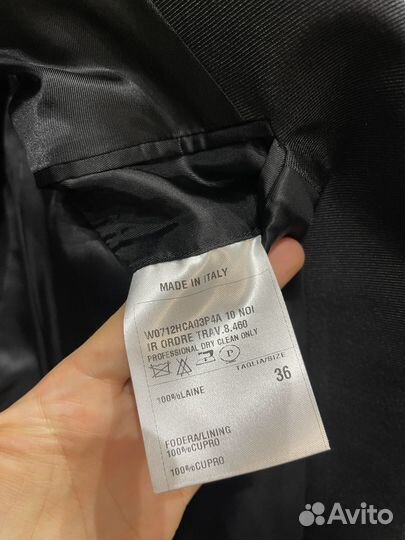 MADE IN ITALY
W0712HCA03P4A 10 NOI
IR ORDRE TRAV.8.460
PROFESSIONAL DRY CLEAN ONLY
P
TAGLIA/SIZE
36
100%LAINE
FODERA/LINING
100%CUPRO
100%CUPRO
Avito